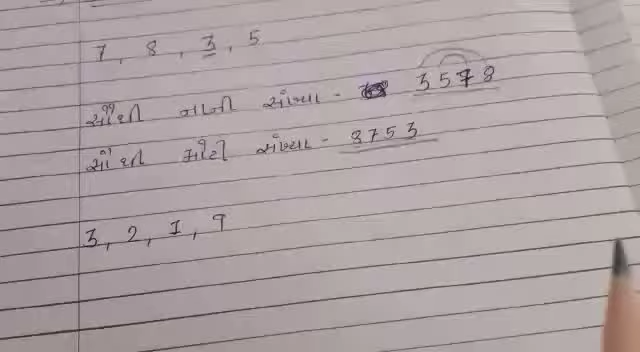 7, 8, 3, 5
સૌથી નાની સંખ્યા - 3578
સૌથી મોટી સંખ્યા - 8753
3, 2, 1, 9